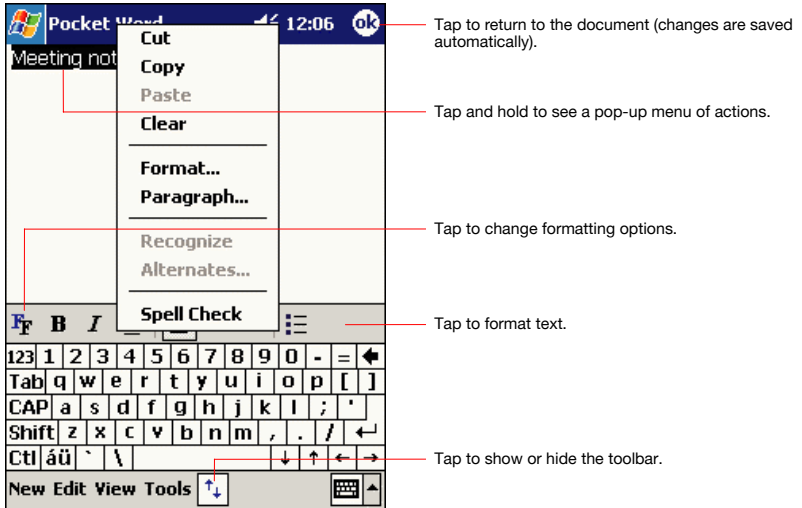 Pocket Word 12:06 ok
Tap to return to the document (changes are saved
automatically).
Meeting not
Cut
Copy
Paste
Clear
Format...
Paragraph...
Recognize
Alternates...
Spell Check
Tap and hold to see a pop-up menu of actions.
Tap to change formatting options.
FF B I
Tap to format text.
123 1 2 3 4 5 6 7 8 9 0 - =
Tab q w e r t y u i o p [ ]
CAP a s d f g h j k l ; '
Shift z x c v b n m , . /
Ctl áü ` \ ↓ ↑ ← →
Tap to show or hide the toolbar.
New Edit View Tools